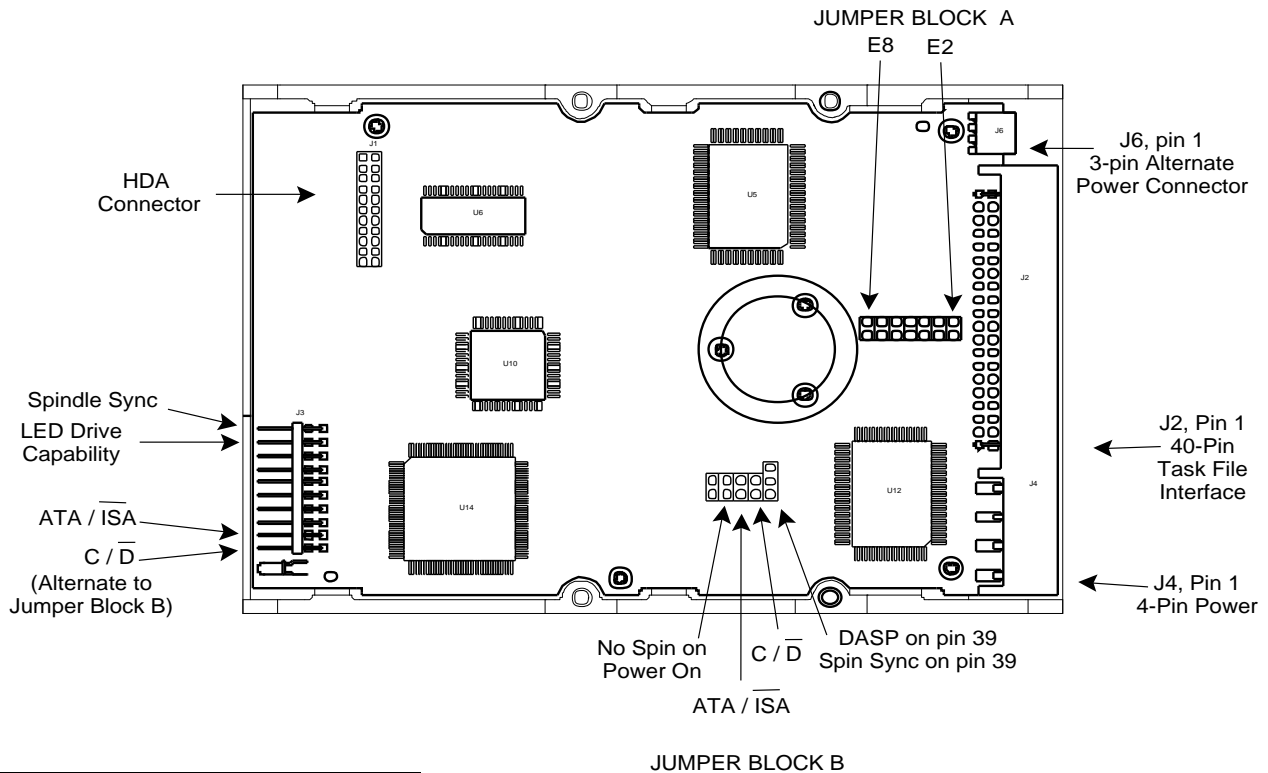 JUMPER BLOCK A
E8 E2
J6
J6, pin 1
3-pin Alternate
Power Connector
J1
HDA
Connector
U6
U5
J2
U10
Spindle Sync
LED Drive
Capability
J3
ATA / ISA
C / D
(Alternate to
Jumper Block B)
U14
U12
J4
J2, Pin 1
40-Pin
Task File
Interface
J4, Pin 1
4-Pin Power
No Spin on
Power On
ATA / ISA
C / D
DASP on pin 39
Spin Sync on pin 39
JUMPER BLOCK B